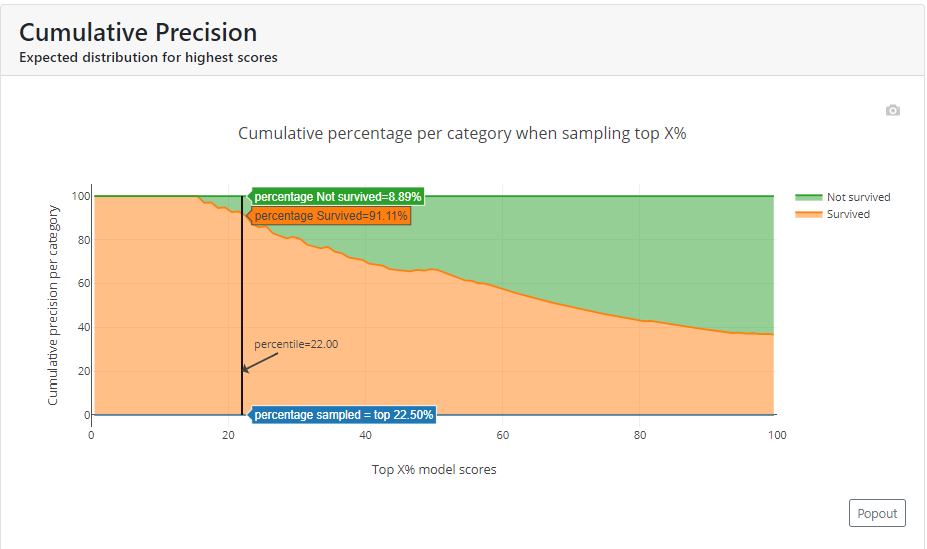 Cumulative Precision
Expected distribution for highest scores
Cumulative percentage per category when sampling top X%
Cumulative precision per category
100
80
60
40
20
0
percentage Not survived=8.89%
percentage Survived=91.11%
percentile=22.00
percentage sampled = top 22.50%
0
20
40
60
80
100
Top X% model scores
Not survived
Survived
Popout